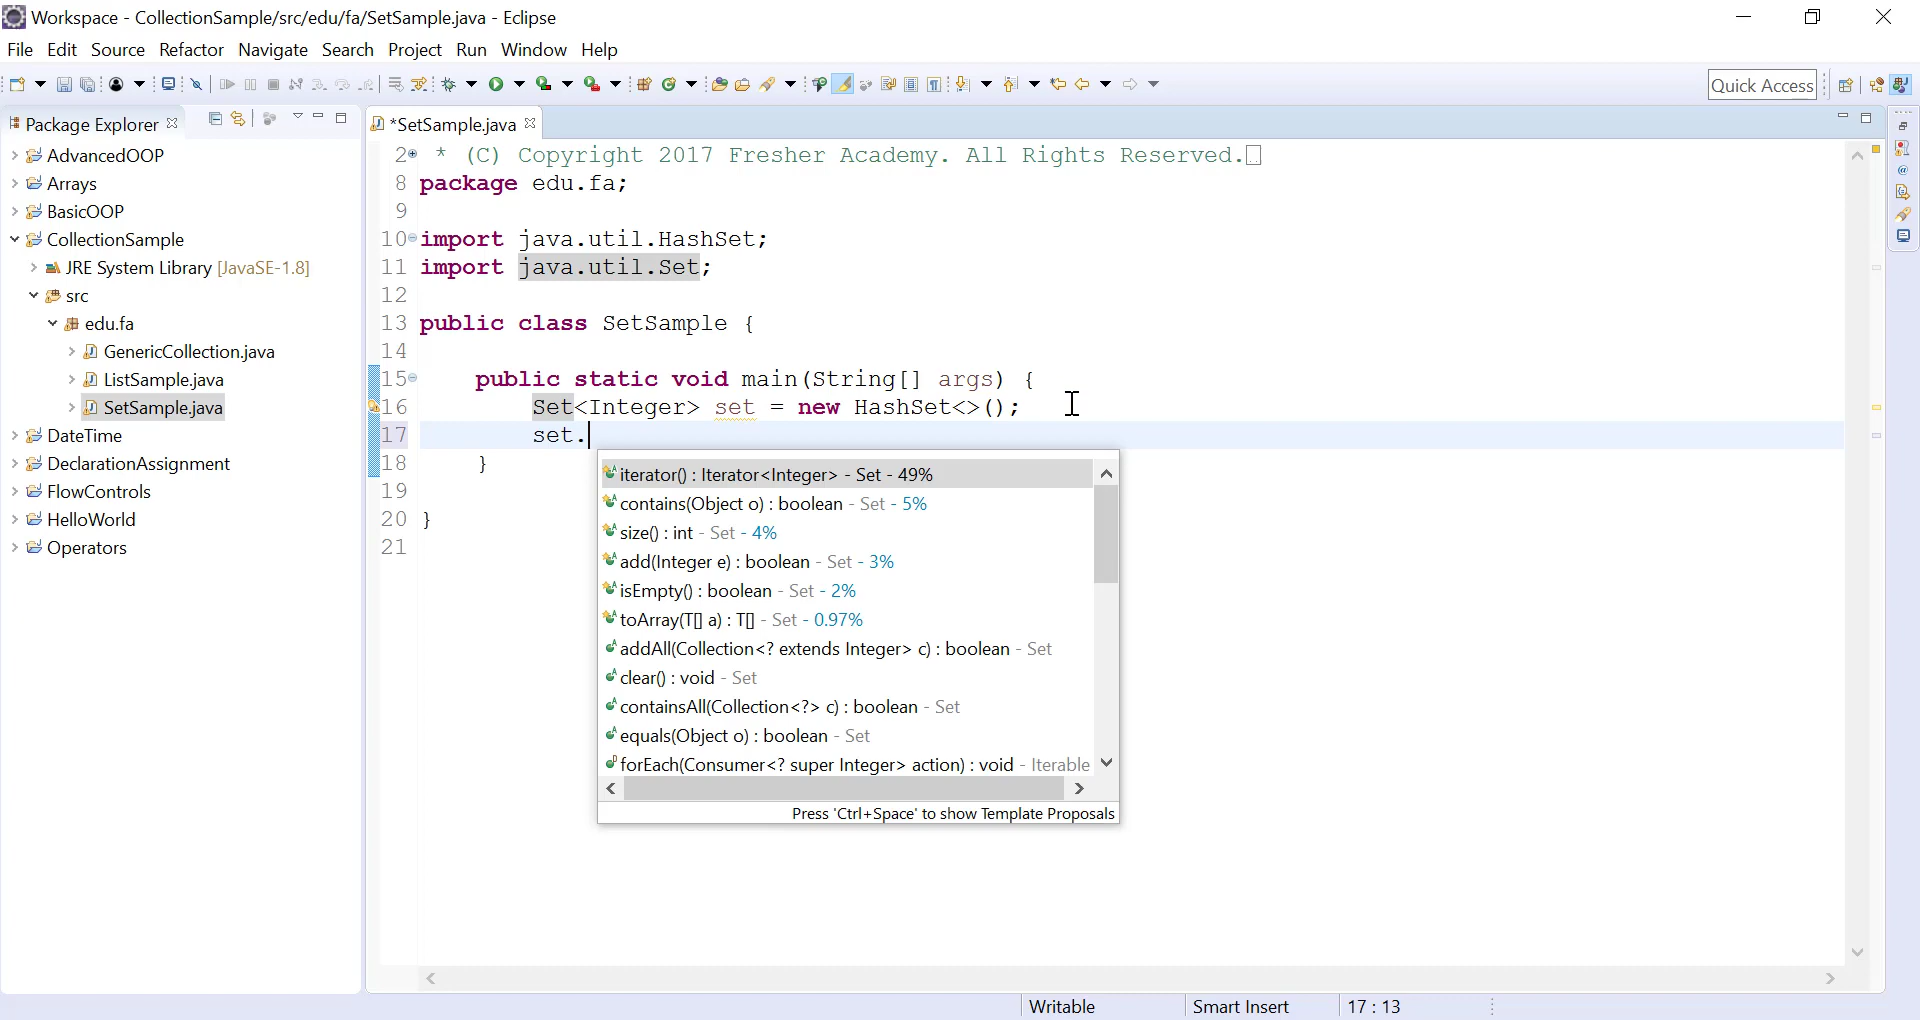 Workspace - CollectionSample/src/edu/fa/SetSample.java - Eclipse
File Edit Source Refactor Navigate Search Project Run Window Help
Quick Access
Package Explorer
*SetSample.java
AdvancedOOP
Arrays
BasicOOP
CollectionSample
JRE System Library [JavaSE-1.8]
src
edu.fa
GenericCollection.java
ListSample.java
SetSample.java
DateTime
DeclarationAssignment
FlowControls
HelloWorld
Operators
2 * (C) Copyright 2017 Fresher Academy. All Rights Reserved.
8 package edu.fa;
9
10 import java.util.HashSet;
11 import java.util.Set;
12
13 public class SetSample {
14
15 public static void main(String[] args) {
16 Set<Integer> set = new HashSet<>();
17 set.
18 }
19
20 }
21
iterator() : Iterator<Integer> - Set - 49%
contains(Object o) : boolean - Set - 5%
size() : int - Set - 4%
add(Integer e) : boolean - Set - 3%
isEmpty() : boolean - Set - 2%
toArray(T[] a) : T[] - Set - 0.97%
addAll(Collection<? extends Integer> c) : boolean - Set
clear() : void - Set
containsAll(Collection<?> c) : boolean - Set
equals(Object o) : boolean - Set
forEach(Consumer<? super Integer> action) : void - Iterable
Press 'Ctrl+Space' to show Template Proposals
Writable
Smart Insert
17 : 13